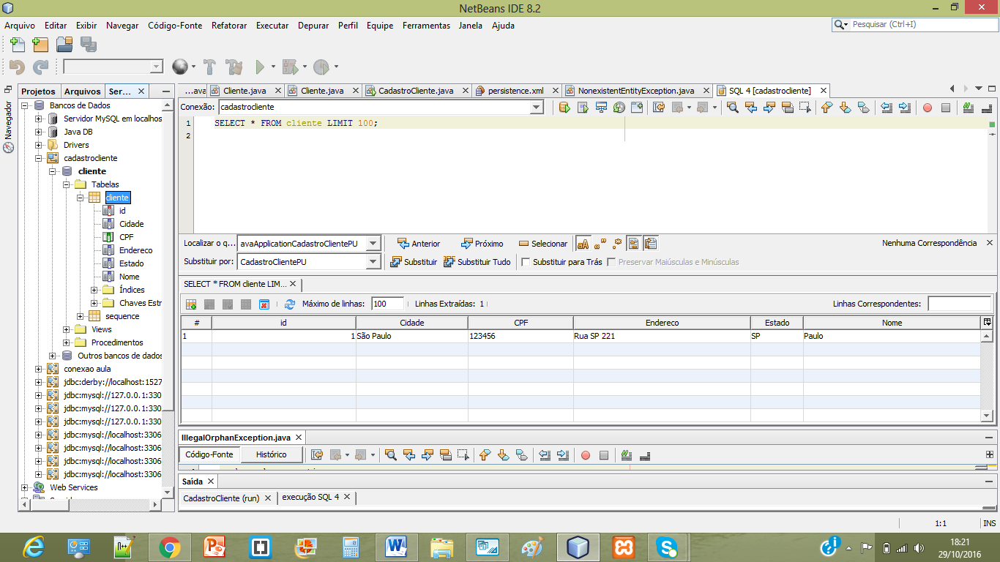 NetBeans IDE 8.2
Arquivo Editar Exibir Navegar Código-Fonte Refatorar Executar Depurar Perfil Equipe Ferramentas Janela Ajuda
Pesquisar (Ctrl+I)
Navegador
Projetos Arquivos Ser...
Bancos de Dados
Servidor MySQL em localhos
Java DB
Drivers
cadastrocliente
cliente
Tabelas
cliente
id
Cidade
CPF
Endereco
Estado
Nome
Índices
Chaves Estr
sequence
Views
Procedimentos
Outros bancos de dados
conexao aula
jdbc:derby://localhost:1527
jdbc:mysql://127.0.0.1:330
jdbc:mysql://127.0.0.1:330
jdbc:mysql://127.0.0.1:330
jdbc:mysql://localhost:3306
jdbc:mysql://localhost:3306
jdbc:mysql://localhost:3306
jdbc:mysql://localhost:3306
Web Services
...ava Cliente.java Cliente.java CadastroCliente.java persistence.xml NonexistentEntityException.java SQL 4 [cadastrocliente]
Conexão: cadastrocliente
1 SELECT * FROM cliente LIMIT 100;
2
Localizar o q... avaApplicationCadastroClientePU Anterior Próximo Selecionar Nenhuma Correspondência
Substituir por: CadastroClientePU Substituir Substituir Tudo Substituir para Trás Preservar Maiúsculas e Minúsculas
SELECT * FROM cliente LIM...
Máximo de linhas: 100 Linhas Extraídas: 1 Linhas Correspondentes:
# id Cidade CPF Endereco Estado Nome
1 1 São Paulo 123456 Rua SP 221 SP Paulo
IllegalOrphanException.java
Código-Fonte Histórico
Saída
CadastroCliente (run) execução SQL 4
1:1 INS
18:21
29/10/2016